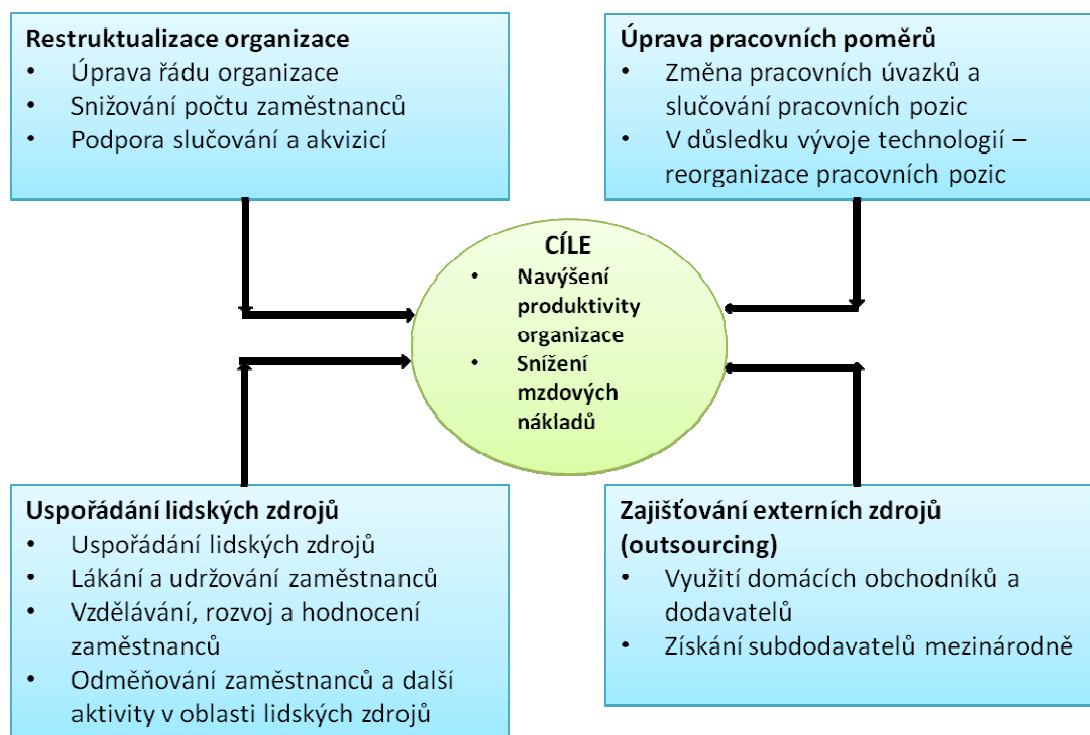 Restruktualizace organizace
• Úprava řádu organizace
• Snižování počtu zaměstnanců
• Podpora slučování a akvizicí
Úprava pracovních poměrů
• Změna pracovních úvazků a
slučování pracovních pozic
• V důsledku vývoje technologií –
reorganizace pracovních pozic
CÍLE
• Navýšení
produktivity
organizace
• Snížení
mzdových
nákladů
Uspořádání lidských zdrojů
• Uspořádání lidských zdrojů
• Lákání a udržování zaměstnanců
• Vzdělávání, rozvoj a hodnocení
zaměstnanců
• Odměňování zaměstnanců a další
aktivity v oblasti lidských zdrojů
Zajišťování externích zdrojů
(outsourcing)
• Využití domácích obchodníků a
dodavatelů
• Získání subdodavatelů mezinárodně